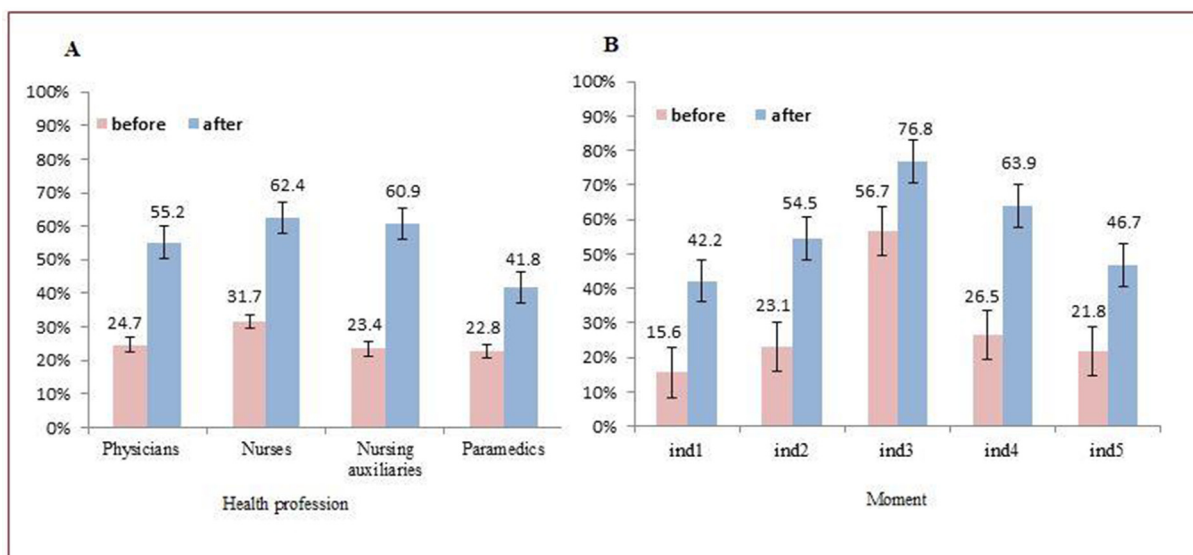 A
100%
90%
80%
70%
60%
50%
40%
30%
20%
10%
0%
before after
24.7 55.2 31.7 62.4 23.4 60.9 22.8 41.8
Physicians Nurses Nursing Paramedics
auxiliaries
Health profession
B
100%
90%
80%
70%
60%
50%
40%
30%
20%
10%
0%
before after
15.6 42.2 23.1 54.5 56.7 76.8 26.5 63.9 21.8 46.7
ind1 ind2 ind3 ind4 ind5
Moment